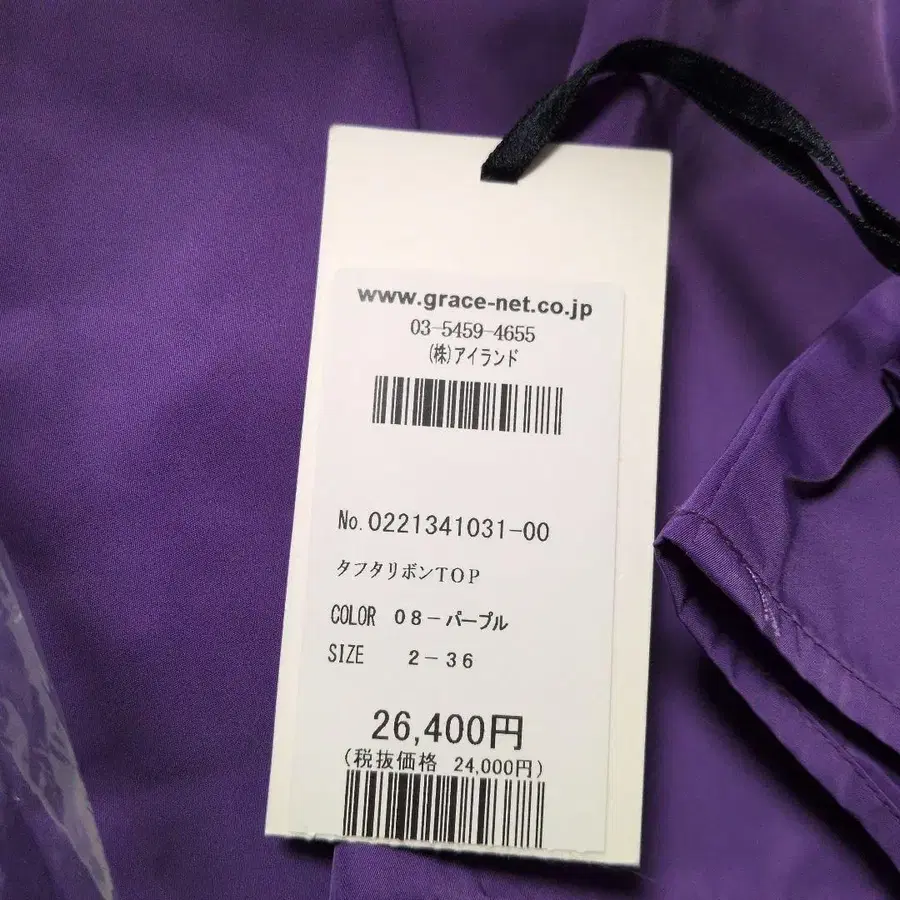 www.grace-net.co.jp
03-5459-4655
(株)アイランド
No.0221341031-00
タフタリボンTOP
COLOR 08-パープル
SIZE 2-36
26,400円
(税抜価格 24,000円)